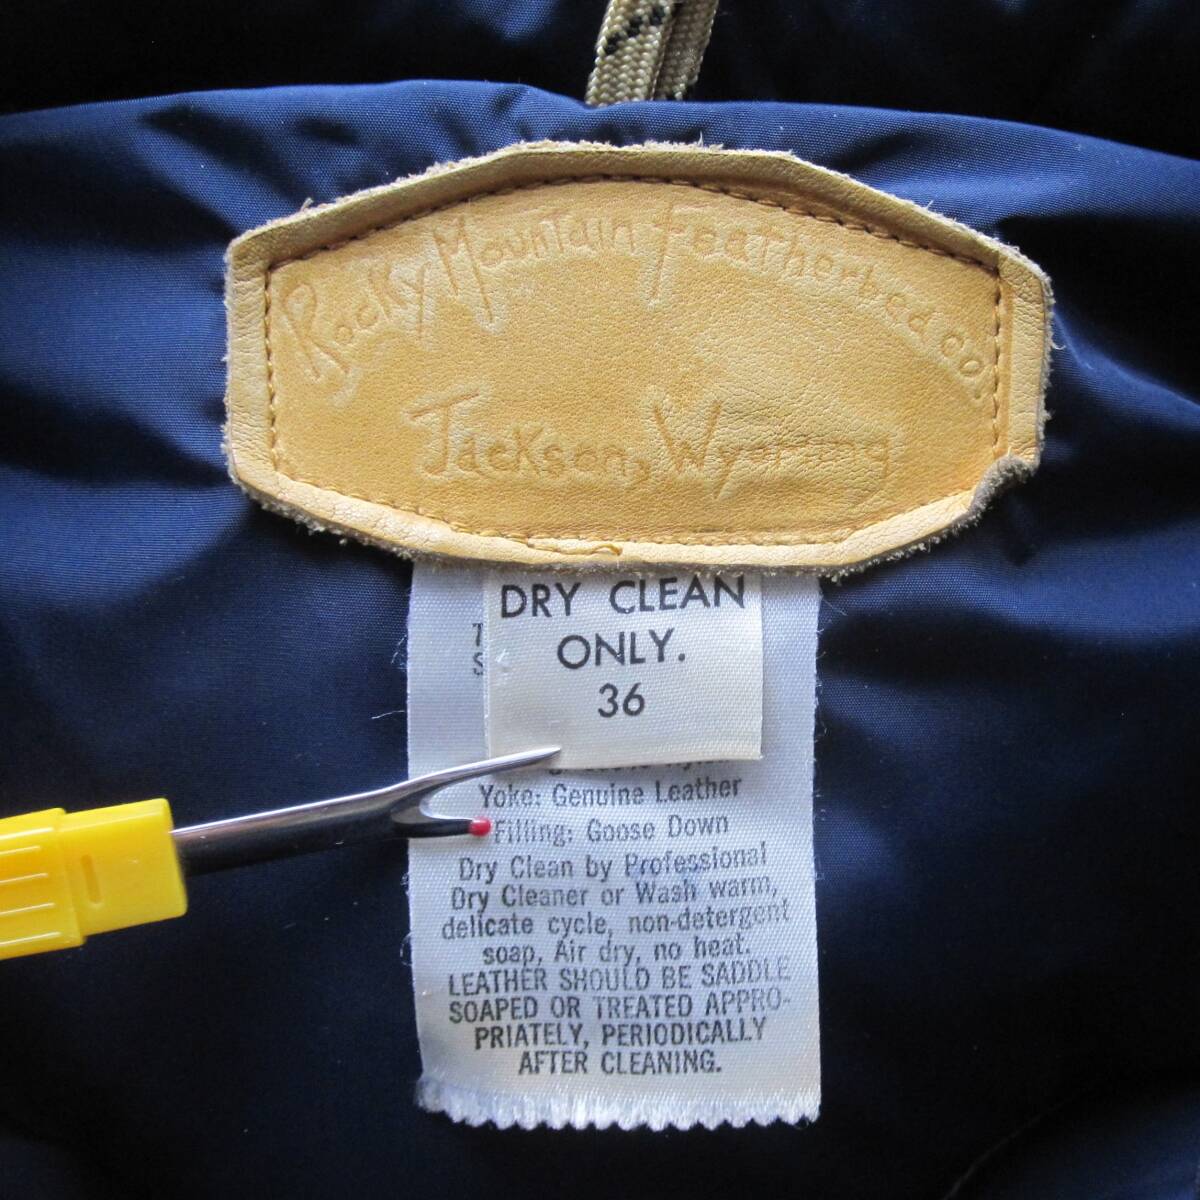 Rocky Mountain Featherbed co.
Jackson, Wyoming
DRY CLEAN
ONLY.
36
Yoke: Genuine Leather
Filling: Goose Down
Dry Clean by Professional
Dry Cleaner or Wash warm,
delicate cycle, non-detergent
soap, Air dry, no heat.
LEATHER SHOULD BE SADDLE
SOAPED OR TREATED APPRO-
PRIATELY, PERIODICALLY
AFTER CLEANING.